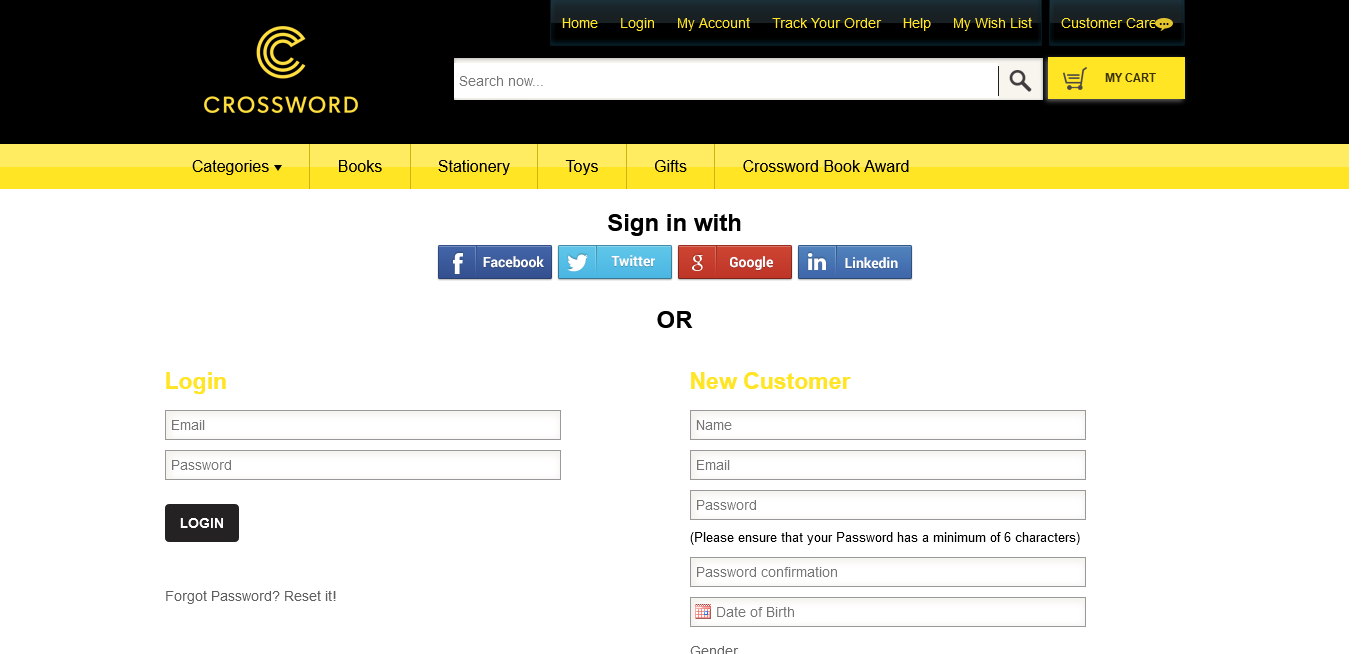 Home Login My Account Track Your Order Help My Wish List Customer Care
CROSSWORD
Search now...
MY CART
Categories Books Stationery Toys Gifts Crossword Book Award
Sign in with
Facebook Twitter Google Linkedin
OR
Login
Email
Password
LOGIN
Forgot Password? Reset it!
New Customer
Name
Email
Password
(Please ensure that your Password has a minimum of 6 characters)
Password confirmation
Date of Birth
Gender